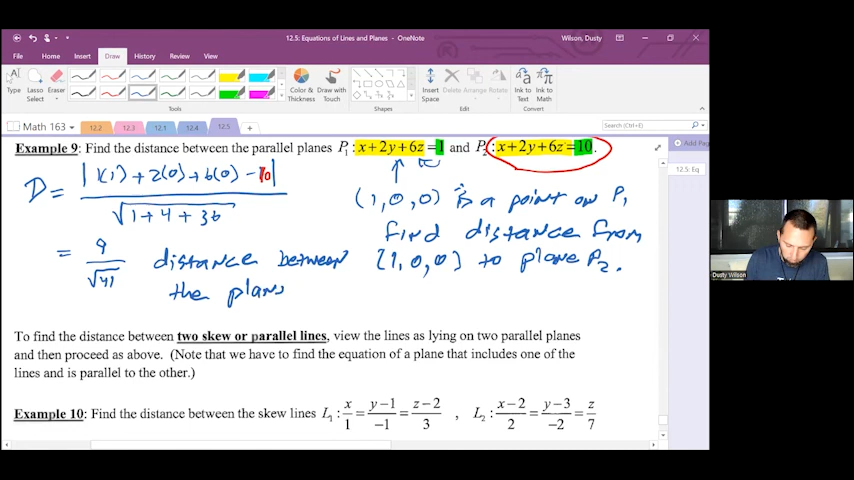 12.5: Equations of Lines and Planes - OneNote
Wilson, Dusty
File Home Insert Draw History Review View
Type
Lasso Select
Eraser
Color & Thickness
Shapes
Insert Space
Delete
Arrange
Rotate
Ink to Text
Ink to Math
Tools
Shapes
Edit
Convert
Math 163 12.2 12.3 12.1 12.4 12.5 +
Search (Ctrl+E)
Add Page
12.5: Eq
Example 9: Find the distance between the parallel planes P₁: x+2y+6z=1 and P₂: x+2y+6z=10.
D = |1(1)+2(0)+6(0)-10| / √1+4+36
(1,0,0) is a point on P₁
find distance from
(1,0,0) to plane P₂.
= 9/√41 distance between
the plans
To find the distance between two skew or parallel lines, view the lines as lying on two parallel planes
and then proceed as above. (Note that we have to find the equation of a plane that includes one of the
lines and is parallel to the other.)
Example 10: Find the distance between the skew lines L₁: x/1 = (y-1)/-1 = (z-2)/3 , L₂: (x-2)/2 = (y-3)/-2 = z/7
Dusty Wilson